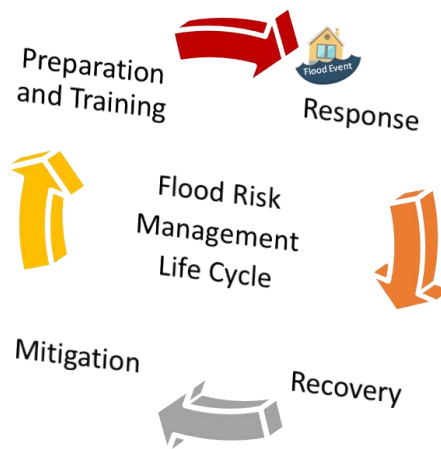 Preparation
and Training
Flood Event
Response
Flood Risk
Management
Life Cycle
Mitigation
Recovery